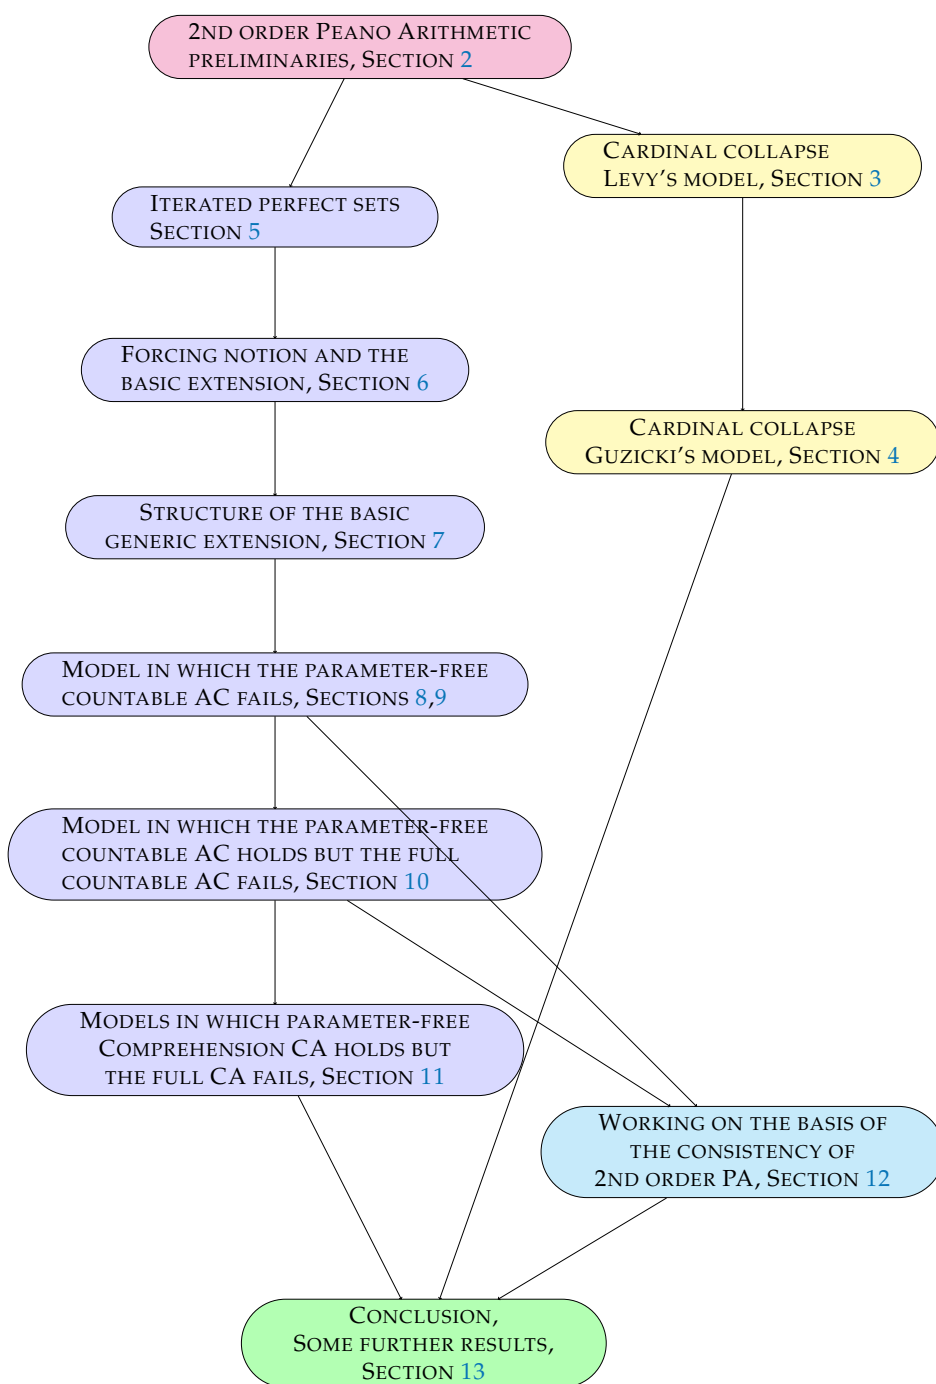 2ND ORDER PEANO ARITHMETIC
PRELIMINARIES, SECTION 2
CARDINAL COLLAPSE
LEVY'S MODEL, SECTION 3
ITERATED PERFECT SETS
SECTION 5
FORCING NOTION AND THE
BASIC EXTENSION, SECTION 6
CARDINAL COLLAPSE
GUZICKI'S MODEL, SECTION 4
STRUCTURE OF THE BASIC
GENERIC EXTENSION, SECTION 7
MODEL IN WHICH THE PARAMETER-FREE
COUNTABLE AC FAILS, SECTIONS 8,9
MODEL IN WHICH THE PARAMETER-FREE
COUNTABLE AC HOLDS BUT THE FULL
COUNTABLE AC FAILS, SECTION 10
MODELS IN WHICH PARAMETER-FREE
COMPREHENSION CA HOLDS BUT
THE FULL CA FAILS, SECTION 11
WORKING ON THE BASIS OF
THE CONSISTENCY OF
2ND ORDER PA, SECTION 12
CONCLUSION,
SOME FURTHER RESULTS,
SECTION 13